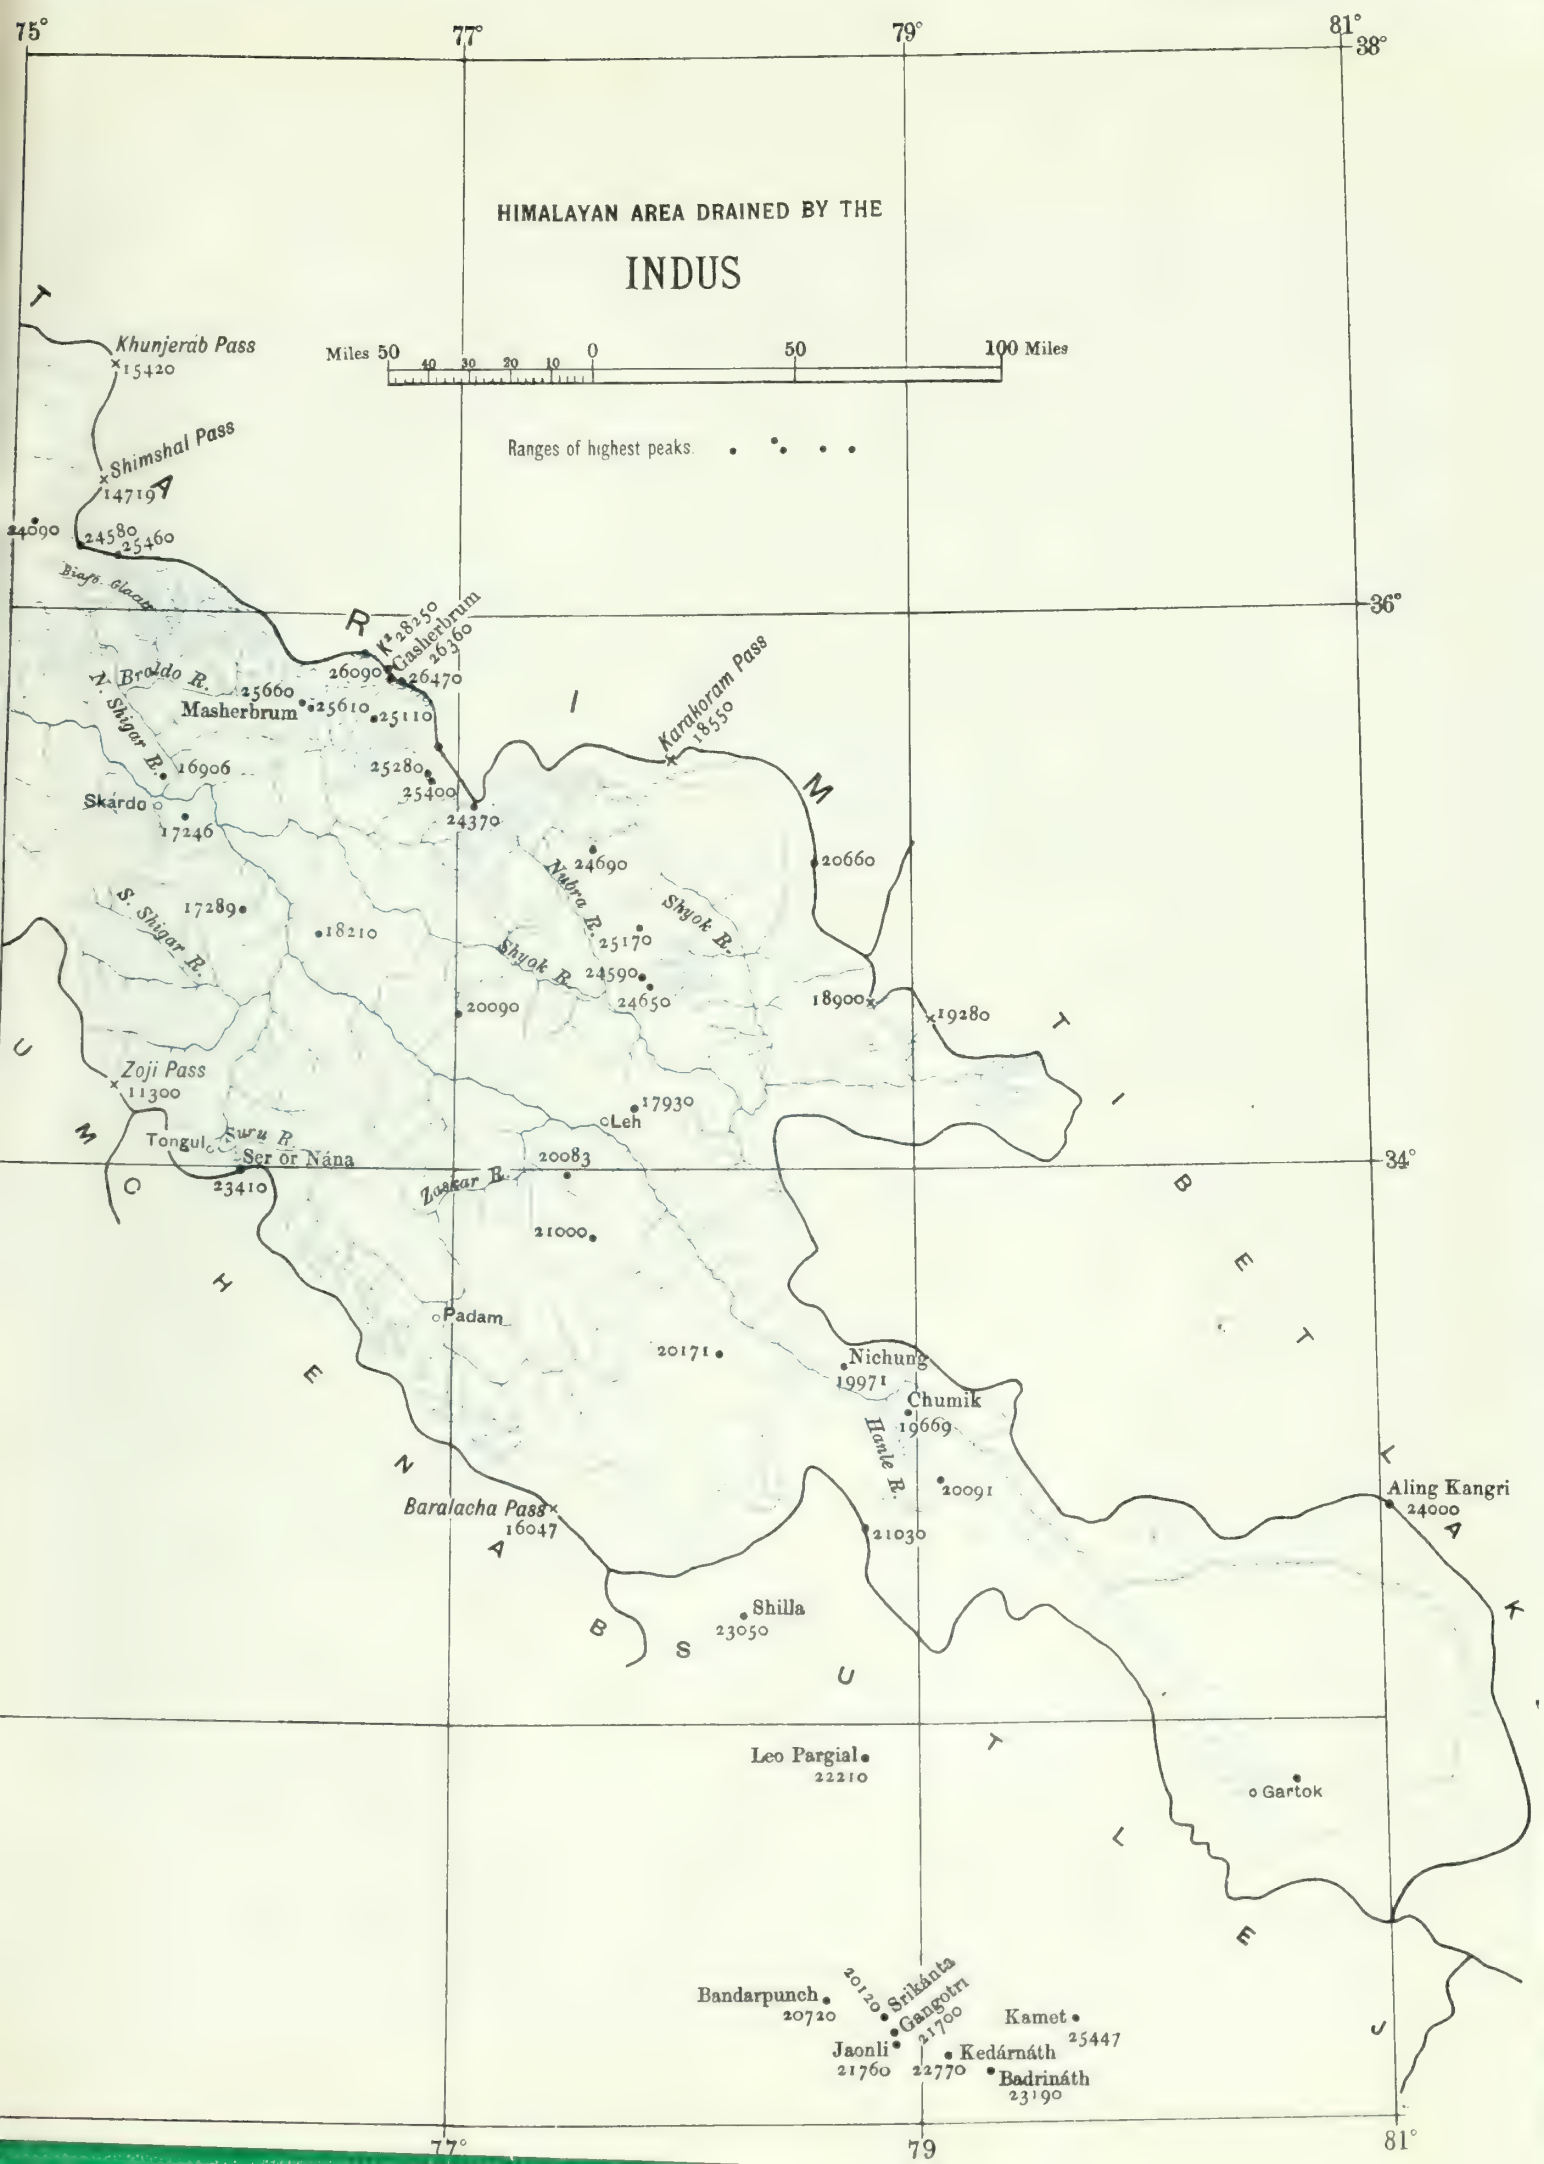 75°
77°
79°
81°
38°
HIMALAYAN AREA DRAINED BY THE
INDUS
T
Khunjeráb Pass
15420
Miles 50 40 30 20 10 0 50 100 Miles
Shimshal Pass
14719
A
Ranges of highest peaks.
24090
24580
25460
Biafo Glacier
36°
R
K² 28250
Gasherbrum
26360
26090
26470
Braldo R.
N. Shigar R.
25660
Masherbrum
25610
25110
I
Karakoram Pass
18550
16906
25280
25400
M
Skárdo
17246
24370
24690
20660
Nubra R.
Shyok R.
S. Shigar R.
17289
18210
25170
Shyok R.
24590
24650
18900
19280
20090
T
U
Zoji Pass
11300
17930
Leh
I
M
Tongul
Suru R.
Ser or Nána
23410
20083
34°
Zaskar R.
C
B
21000
H
E
Padam
T
20171
Nichung
19971
E
Chumik
19669
Hanle R.
N
L
20091
Aling Kangri
24000
Baralacha Pass
16047
21030
A
A
Shilla
23050
K
B
S
U
Leo Pargial
22210
T
Gartok
L
E
Bandarpunch
20720
20120
Srikánta
Gangotri
21700
Kamet
25447
Jaonli
21760
22770
Kedárnáth
Badrináth
23190
J
77°
79
81°